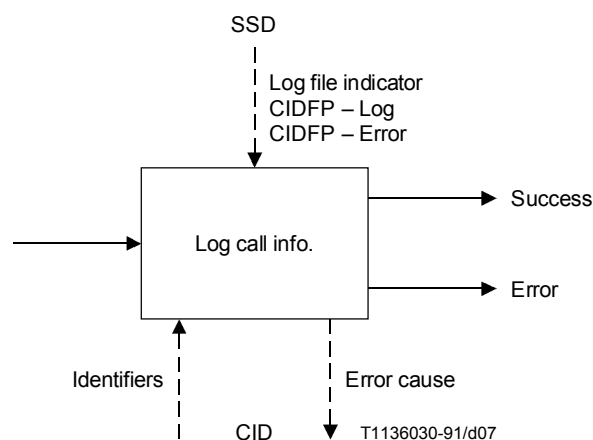 SSD
Log file indicator
CIDFP – Log
CIDFP – Error
Success
Log call info.
Error
Identifiers
Error cause
CID
T1136030-91/d07